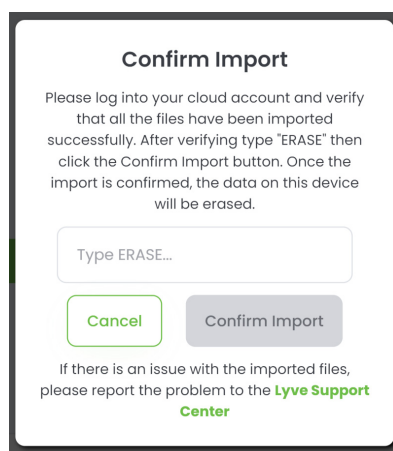 Confirm Import
Please log into your cloud account and verify
that all the files have been imported
successfully. After verifying type "ERASE" then
click the Confirm Import button. Once the
import is confirmed, the data on this device
will be erased.
Type ERASE...
Cancel
Confirm Import
If there is an issue with the imported files,
please report the problem to the Lyve Support
Center